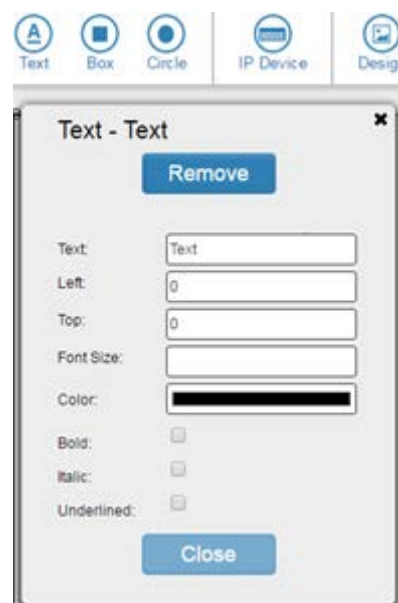 A
Text Box Circle IP Device Desig
Text - Text
Remove
Text: Text
Left: 0
Top: 0
Font Size:
Color:
Bold:
Italic:
Underlined:
Close